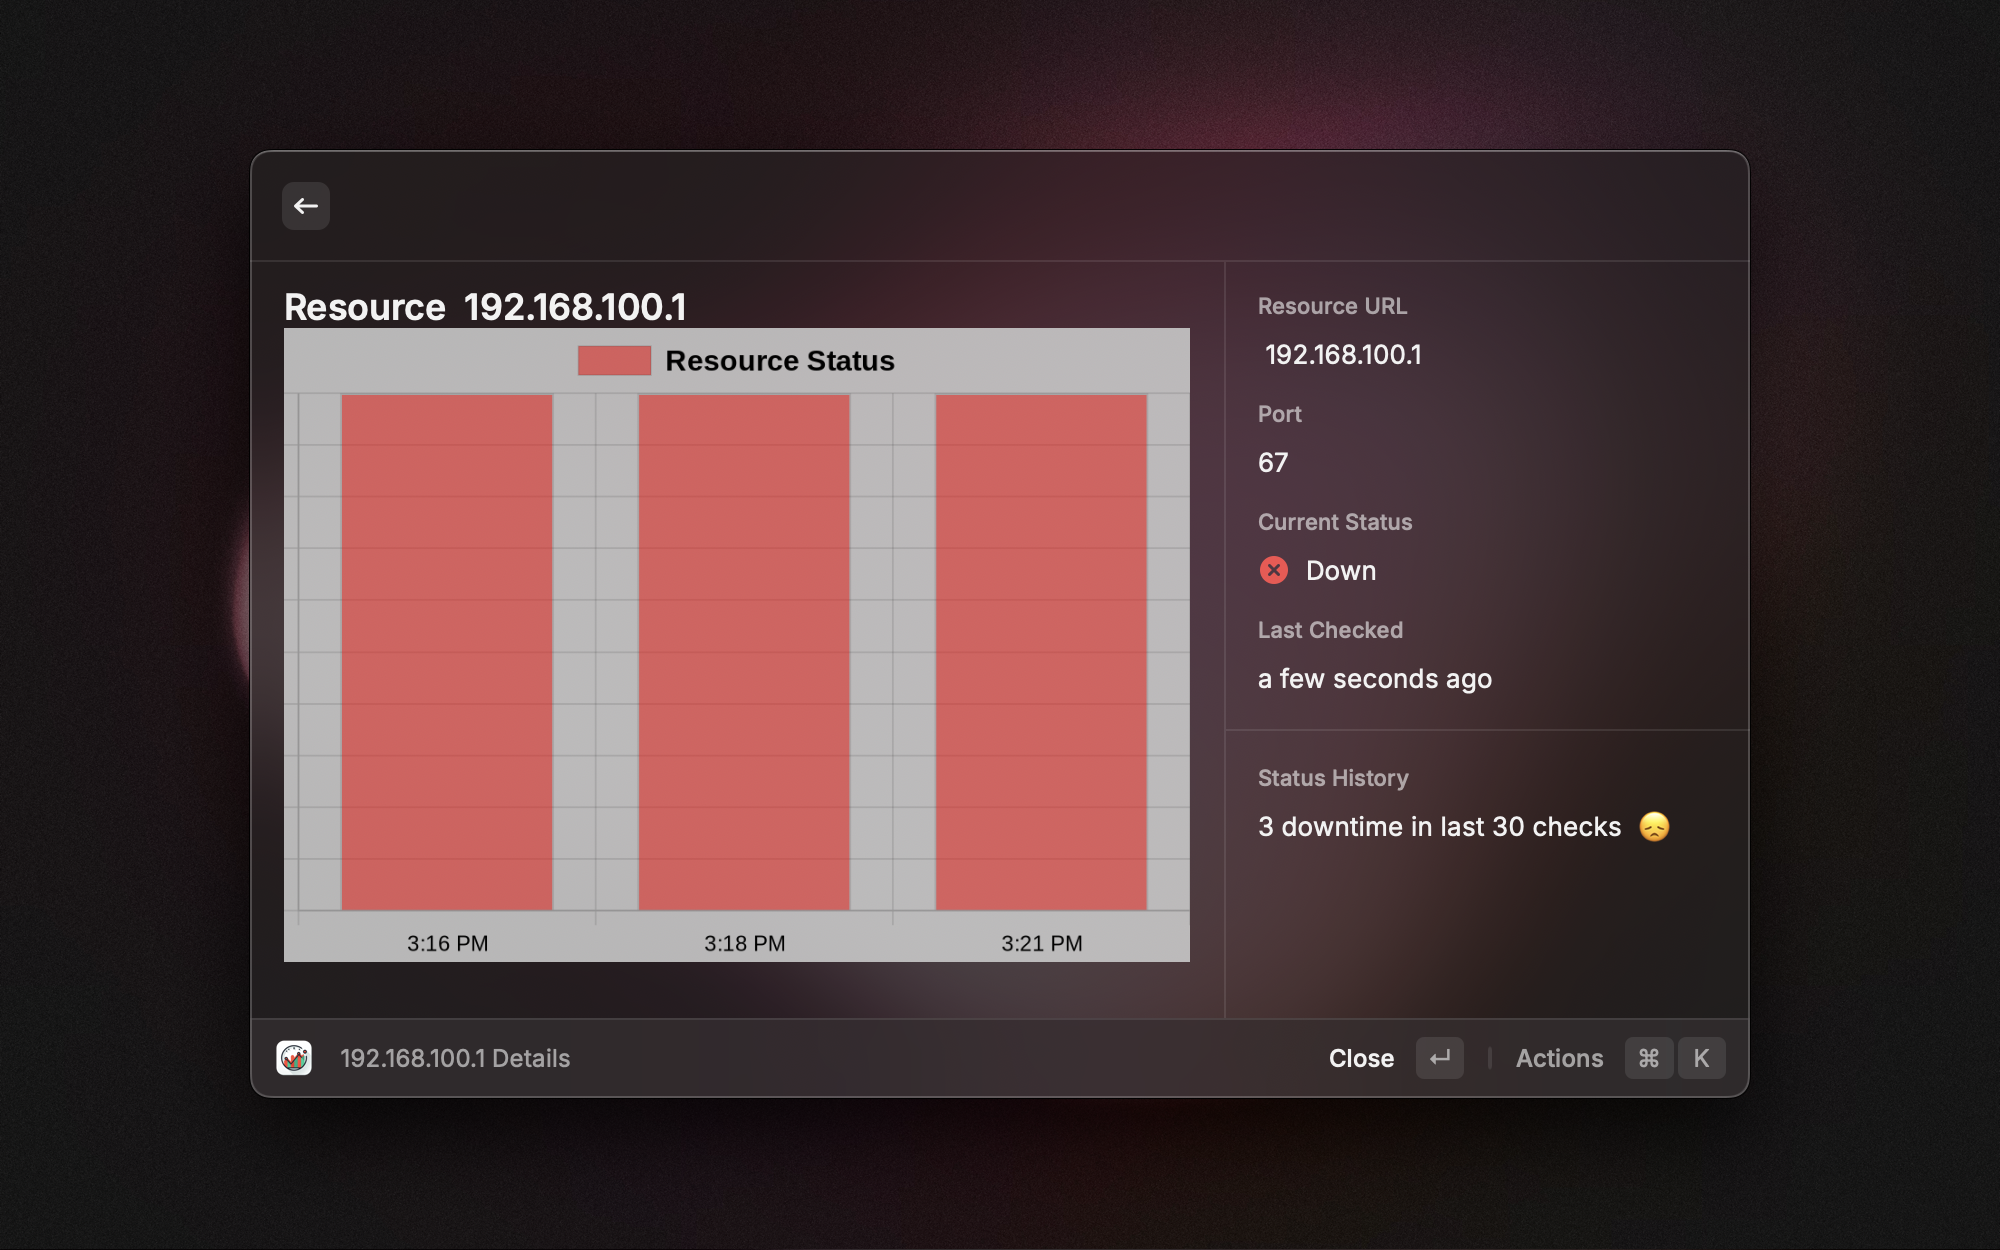 Resource 192.168.100.1
Resource Status
3:16 PM
3:18 PM
3:21 PM
Resource URL
192.168.100.1
Port
67
Current Status
Down
Last Checked
a few seconds ago
Status History
3 downtime in last 30 checks 😞
192.168.100.1 Details
Close ↵
Actions ⌘ K